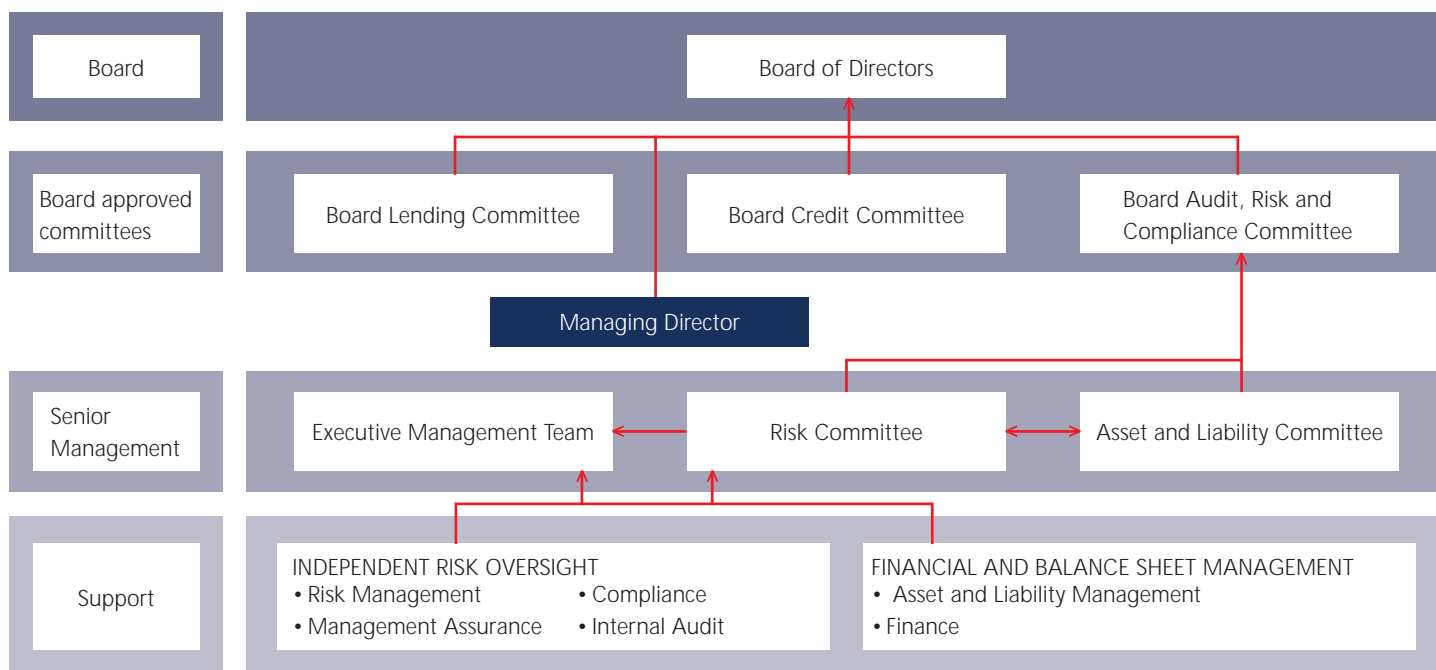 Board
Board of Directors
Board approved
committees
Board Lending Committee
Board Credit Committee
Board Audit, Risk and
Compliance Committee
Managing Director
Senior
Management
Executive Management Team
Risk Committee
Asset and Liability Committee
Support
INDEPENDENT RISK OVERSIGHT
• Risk Management
• Compliance
• Management Assurance
• Internal Audit
FINANCIAL AND BALANCE SHEET MANAGEMENT
• Asset and Liability Management
• Finance